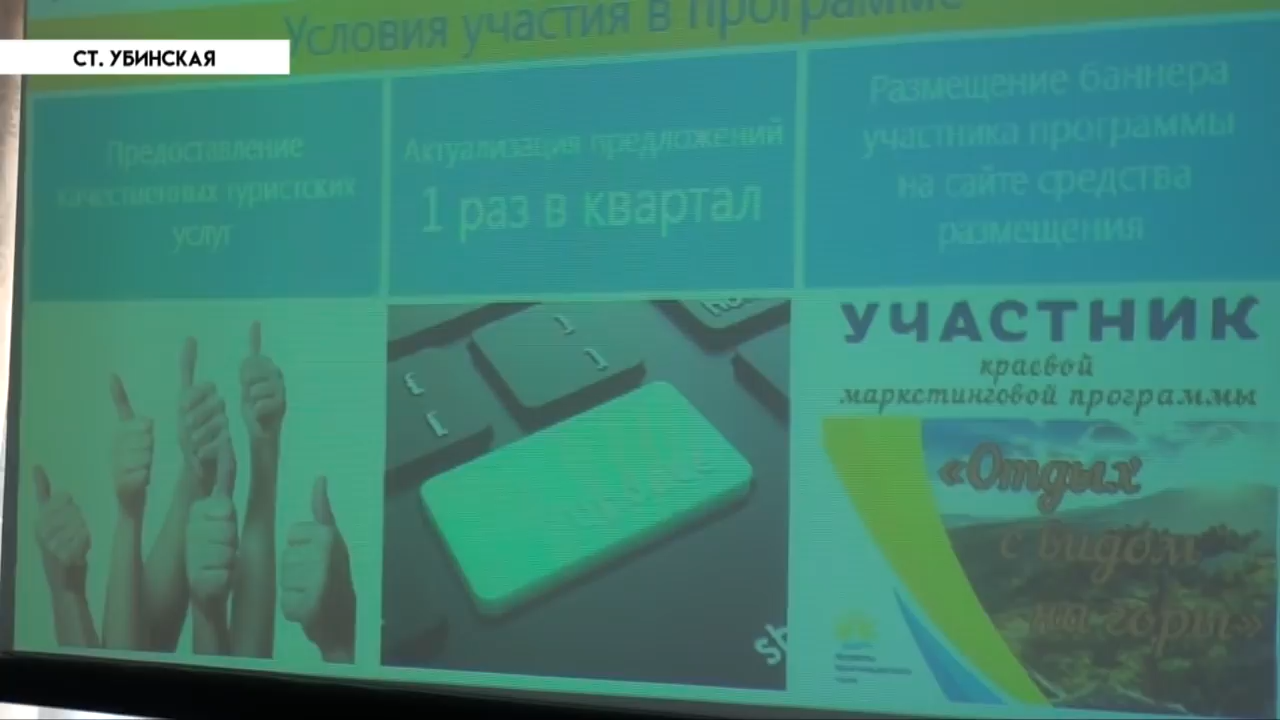 Условия участия в программе
СТ. УБИНСКАЯ
Предоставление
качественных туристских
услуг
Актуализация предложений
1 раз в квартал
Размещение баннера
участника программы
на сайте средства
размещения
УЧАСТНИК
краевой
маркетинговой программы
«Отдых
с видом
на горы»